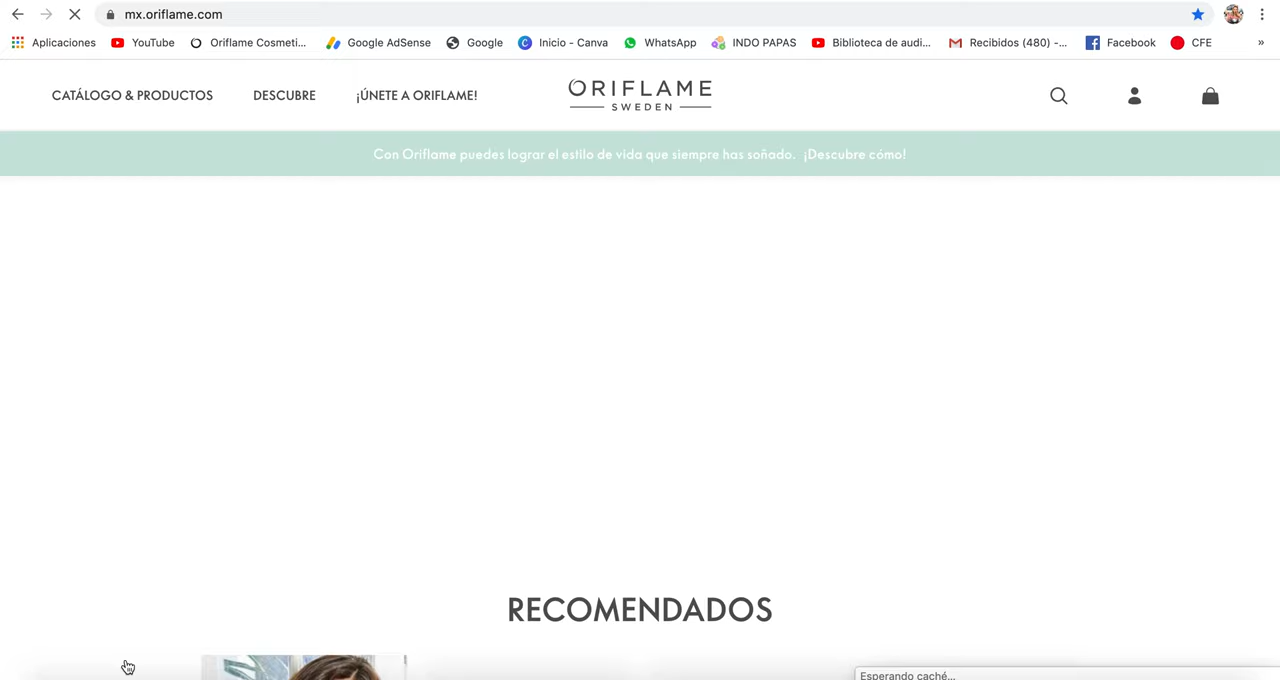 mx.oriflame.com
Aplicaciones YouTube Oriflame Cosmeti... Google AdSense Google Inicio - Canva WhatsApp INDO PAPAS Biblioteca de audi... Recibidos (480) -... Facebook CFE »
CATÁLOGO & PRODUCTOS DESCUBRE ¡ÚNETE A ORIFLAME! ORIFLAME
SWEDEN
Con Oriflame puedes lograr el estilo de vida que siempre has soñado. ¡Descubre cómo!
RECOMENDADOS
Esperando caché...